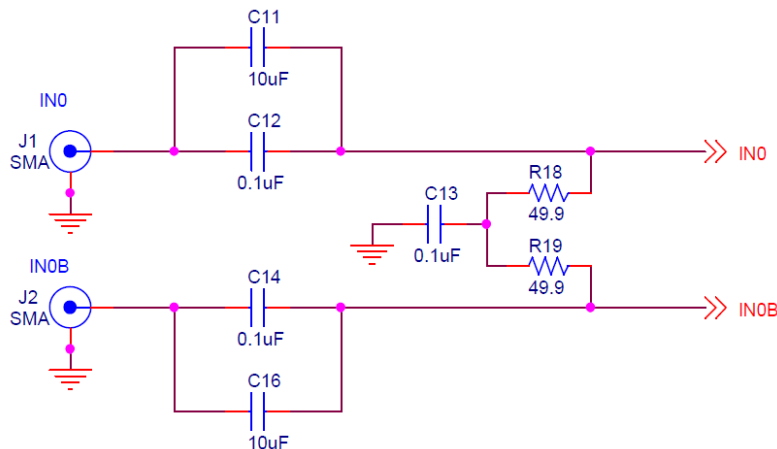 C11
10uF
IN0
J1
SMA
C12
0.1uF
IN0
R18
49.9
C13
0.1uF
R19
49.9
IN0B
J2
SMA
C14
0.1uF
IN0B
C16
10uF